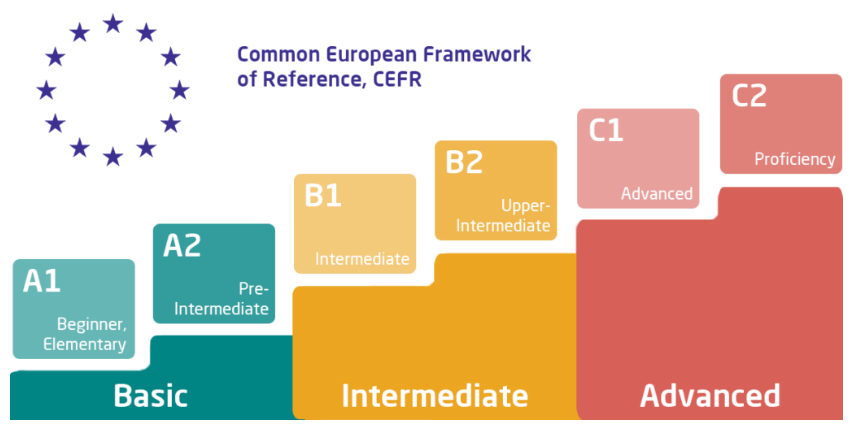 Common European Framework
of Reference, CEFR
A1
Beginner,
Elementary
A2
Pre-
Intermediate
B1
Intermediate
B2
Upper-
Intermediate
C1
Advanced
C2
Proficiency
Basic
Intermediate
Advanced